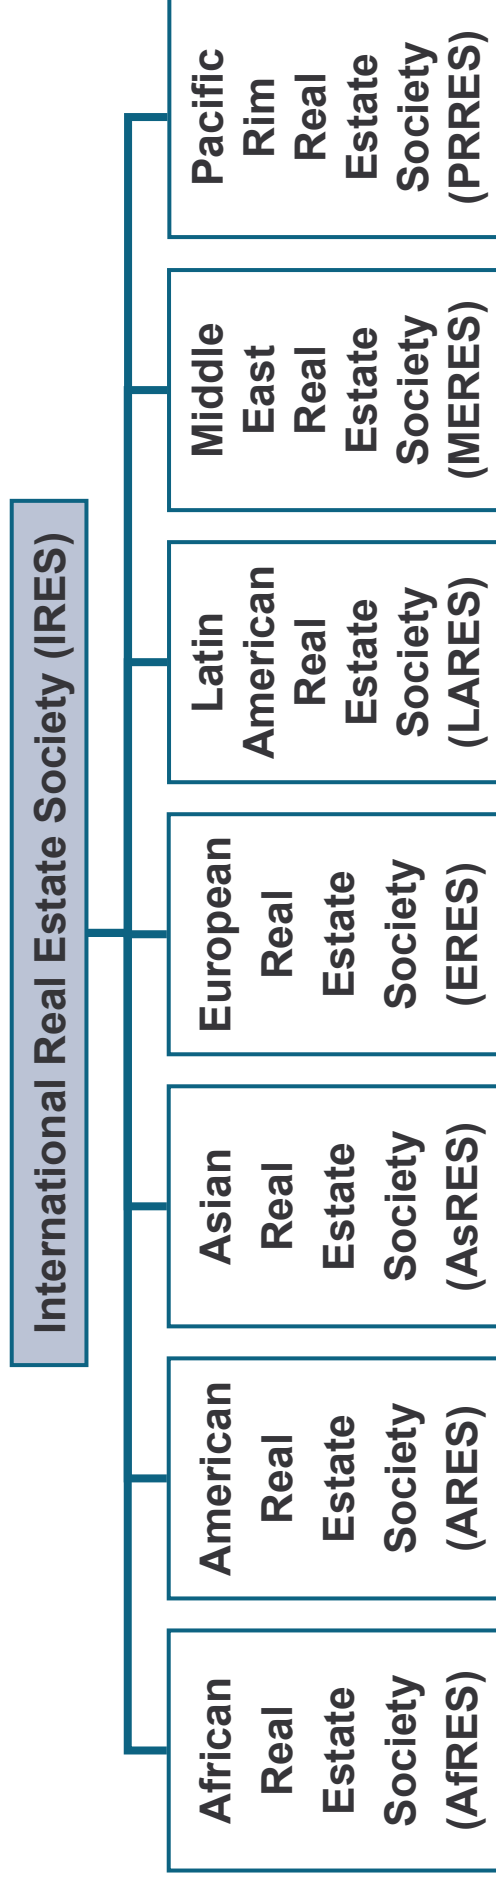 International Real Estate Society (IRES)
African
Real
Estate
Society
(AfRES)
American
Real
Estate
Society
(ARES)
Asian
Real
Estate
Society
(AsRES)
European
Real
Estate
Society
(ERES)
Latin
American
Real
Estate
Society
(LARES)
Middle
East
Real
Estate
Society
(MERES)
Pacific
Rim
Real
Estate
Society
(PRRES)